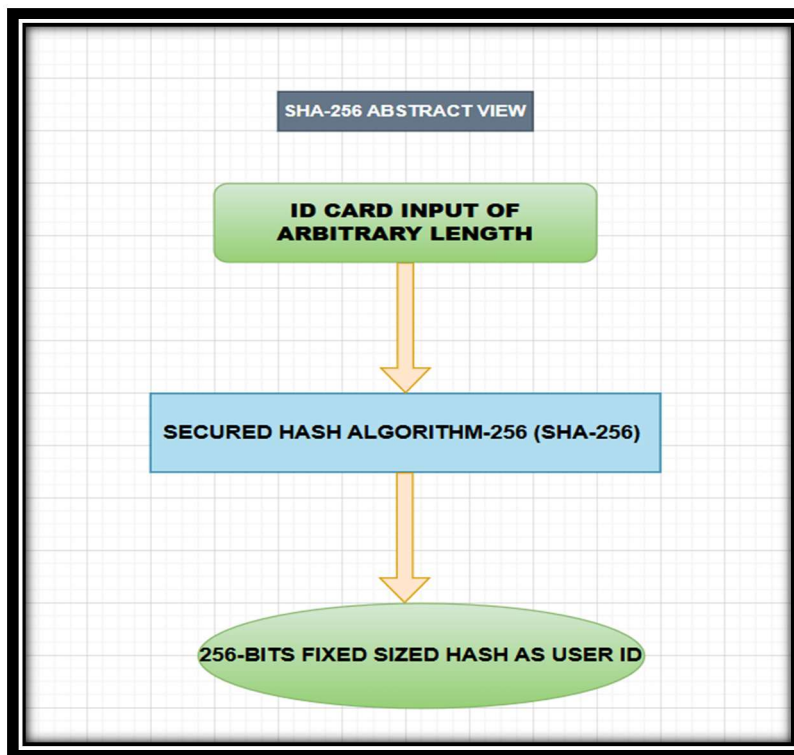 SHA-256 ABSTRACT VIEW
ID CARD INPUT OF
ARBITRARY LENGTH
SECURED HASH ALGORITHM-256 (SHA-256)
256-BITS FIXED SIZED HASH AS USER ID